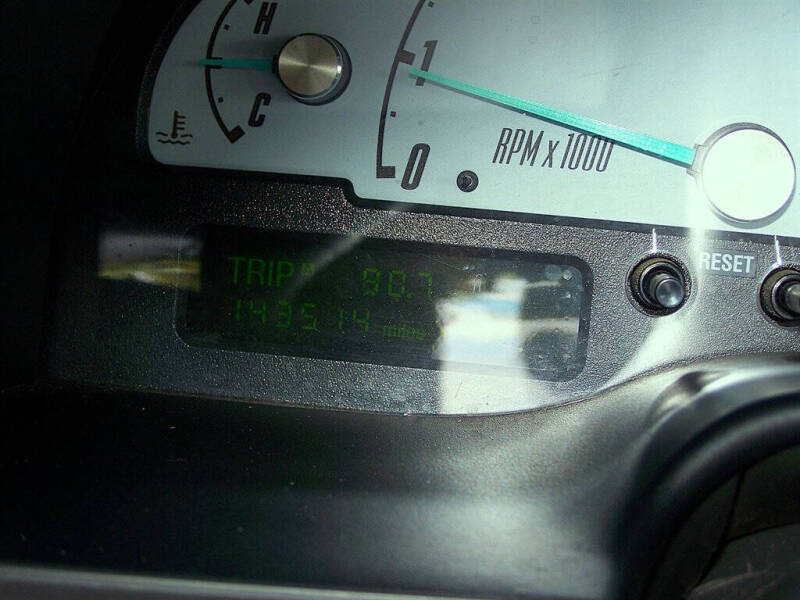 H
C
1
0
RPM x 1000
RESET
TRIP 90.7
143514 miles